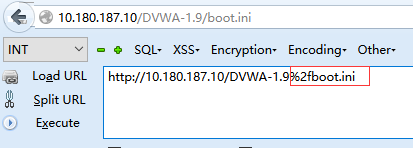 10.180.187.10/DVWA-1.9/boot.ini
INT SQL XSS Encryption Encoding Other
Load URL http://10.180.187.10/DVWA-1.9%2fboot.ini
Split URL
Execute